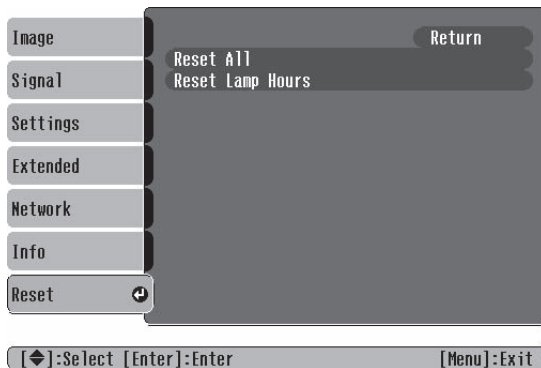 Image
Signal
Settings
Extended
Network
Info
Reset
Return
Reset All
Reset Lamp Hours
[◆]:Select [Enter]:Enter [Menu]:Exit